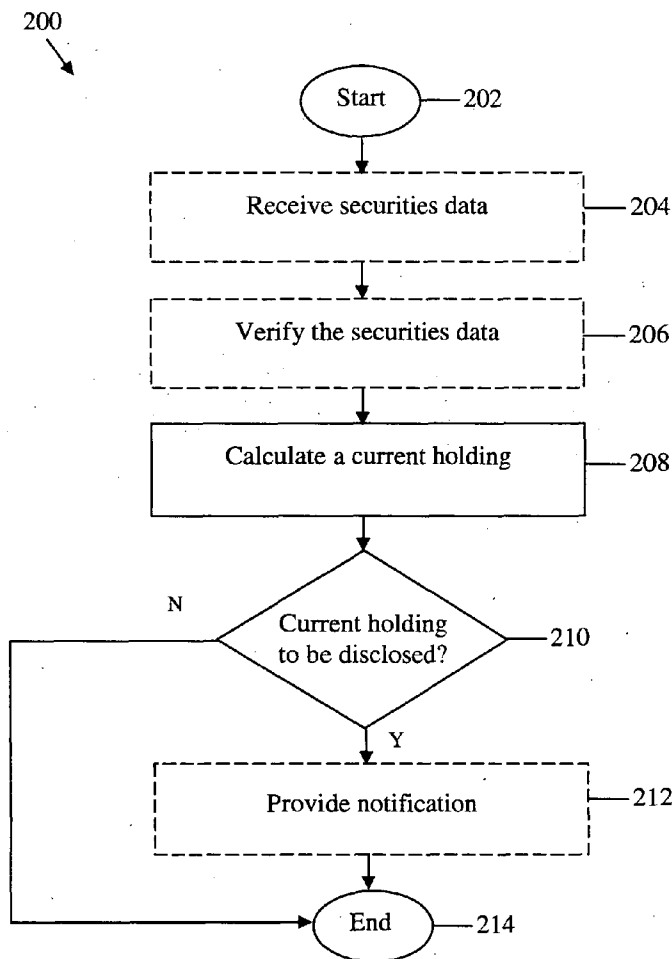 200
Start
202
Receive securities data
204
Verify the securities data
206
Calculate a current holding
208
N
Current holding
to be disclosed?
210
Y
Provide notification
212
End
214